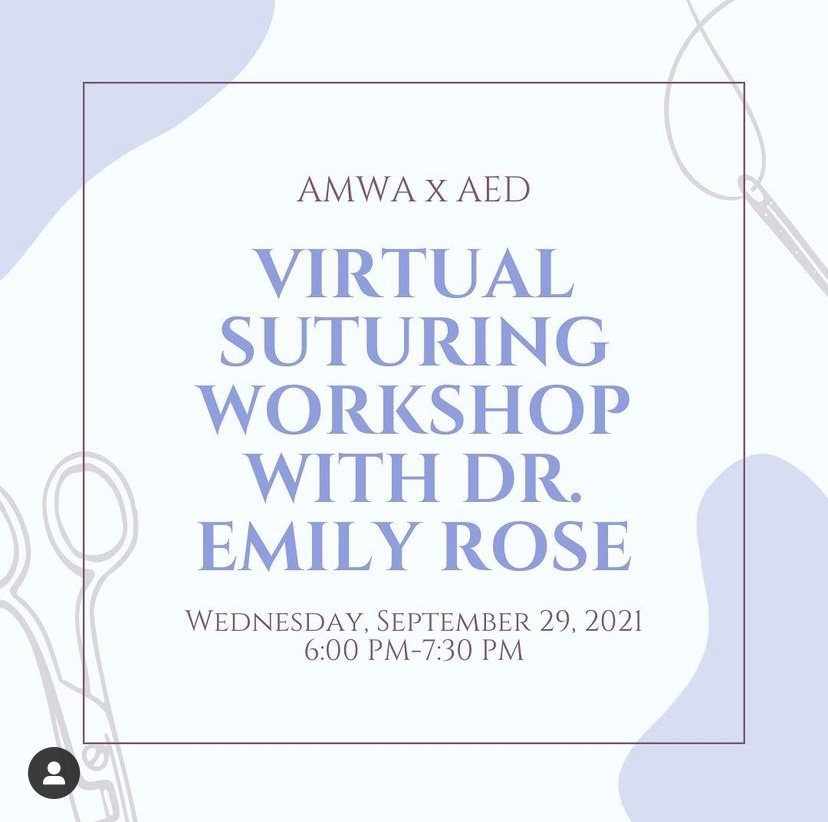 AMWA x AED
VIRTUAL
SUTURING
WORKSHOP
WITH DR.
EMILY ROSE
Wednesday, September 29, 2021
6:00 PM-7:30 PM